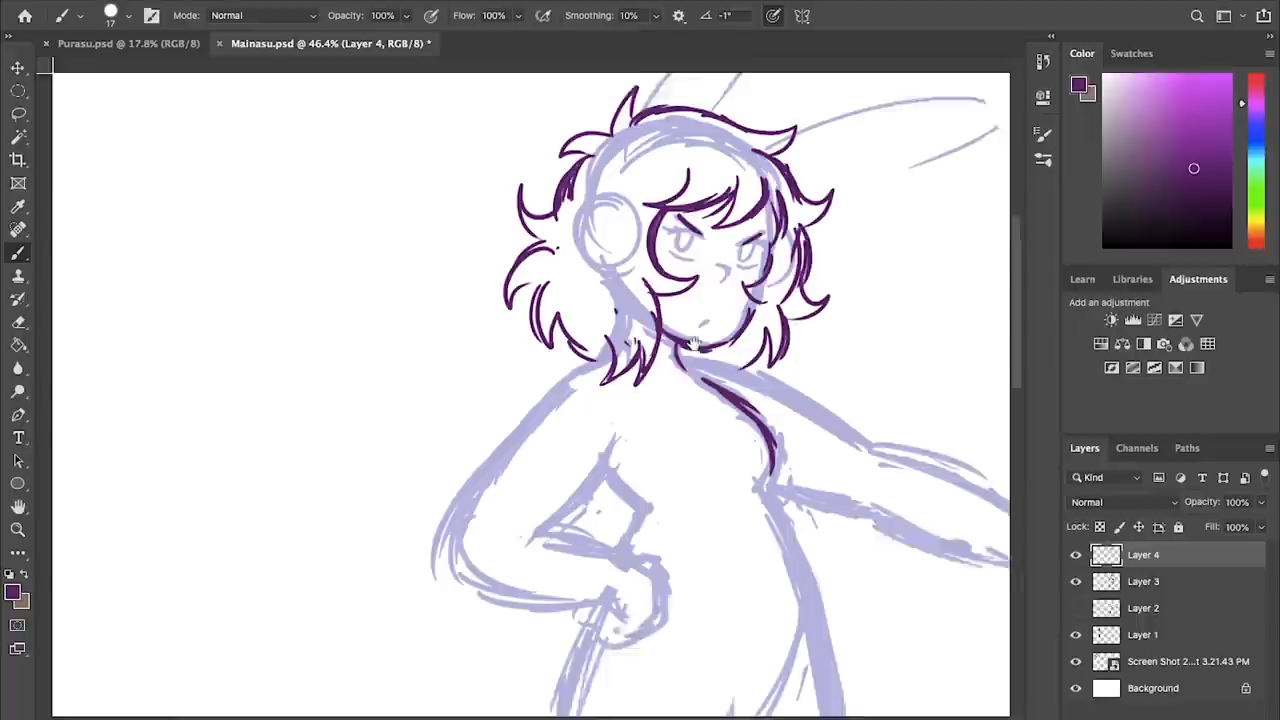 17 Mode: Normal Opacity: 100% Flow: 100% Smoothing: 10% -1°
× Purasu.psd @ 17.8% (RGB/8) × Mainasu.psd @ 46.4% (Layer 4, RGB/8) *
Color Swatches
Learn Libraries Adjustments
Add an adjustment
Layers Channels Paths
Kind
Normal Opacity: 100%
Lock: Fill: 100%
Layer 4
Layer 3
Layer 2
Layer 1
Screen Shot 2...t 3.21.43 PM
Background